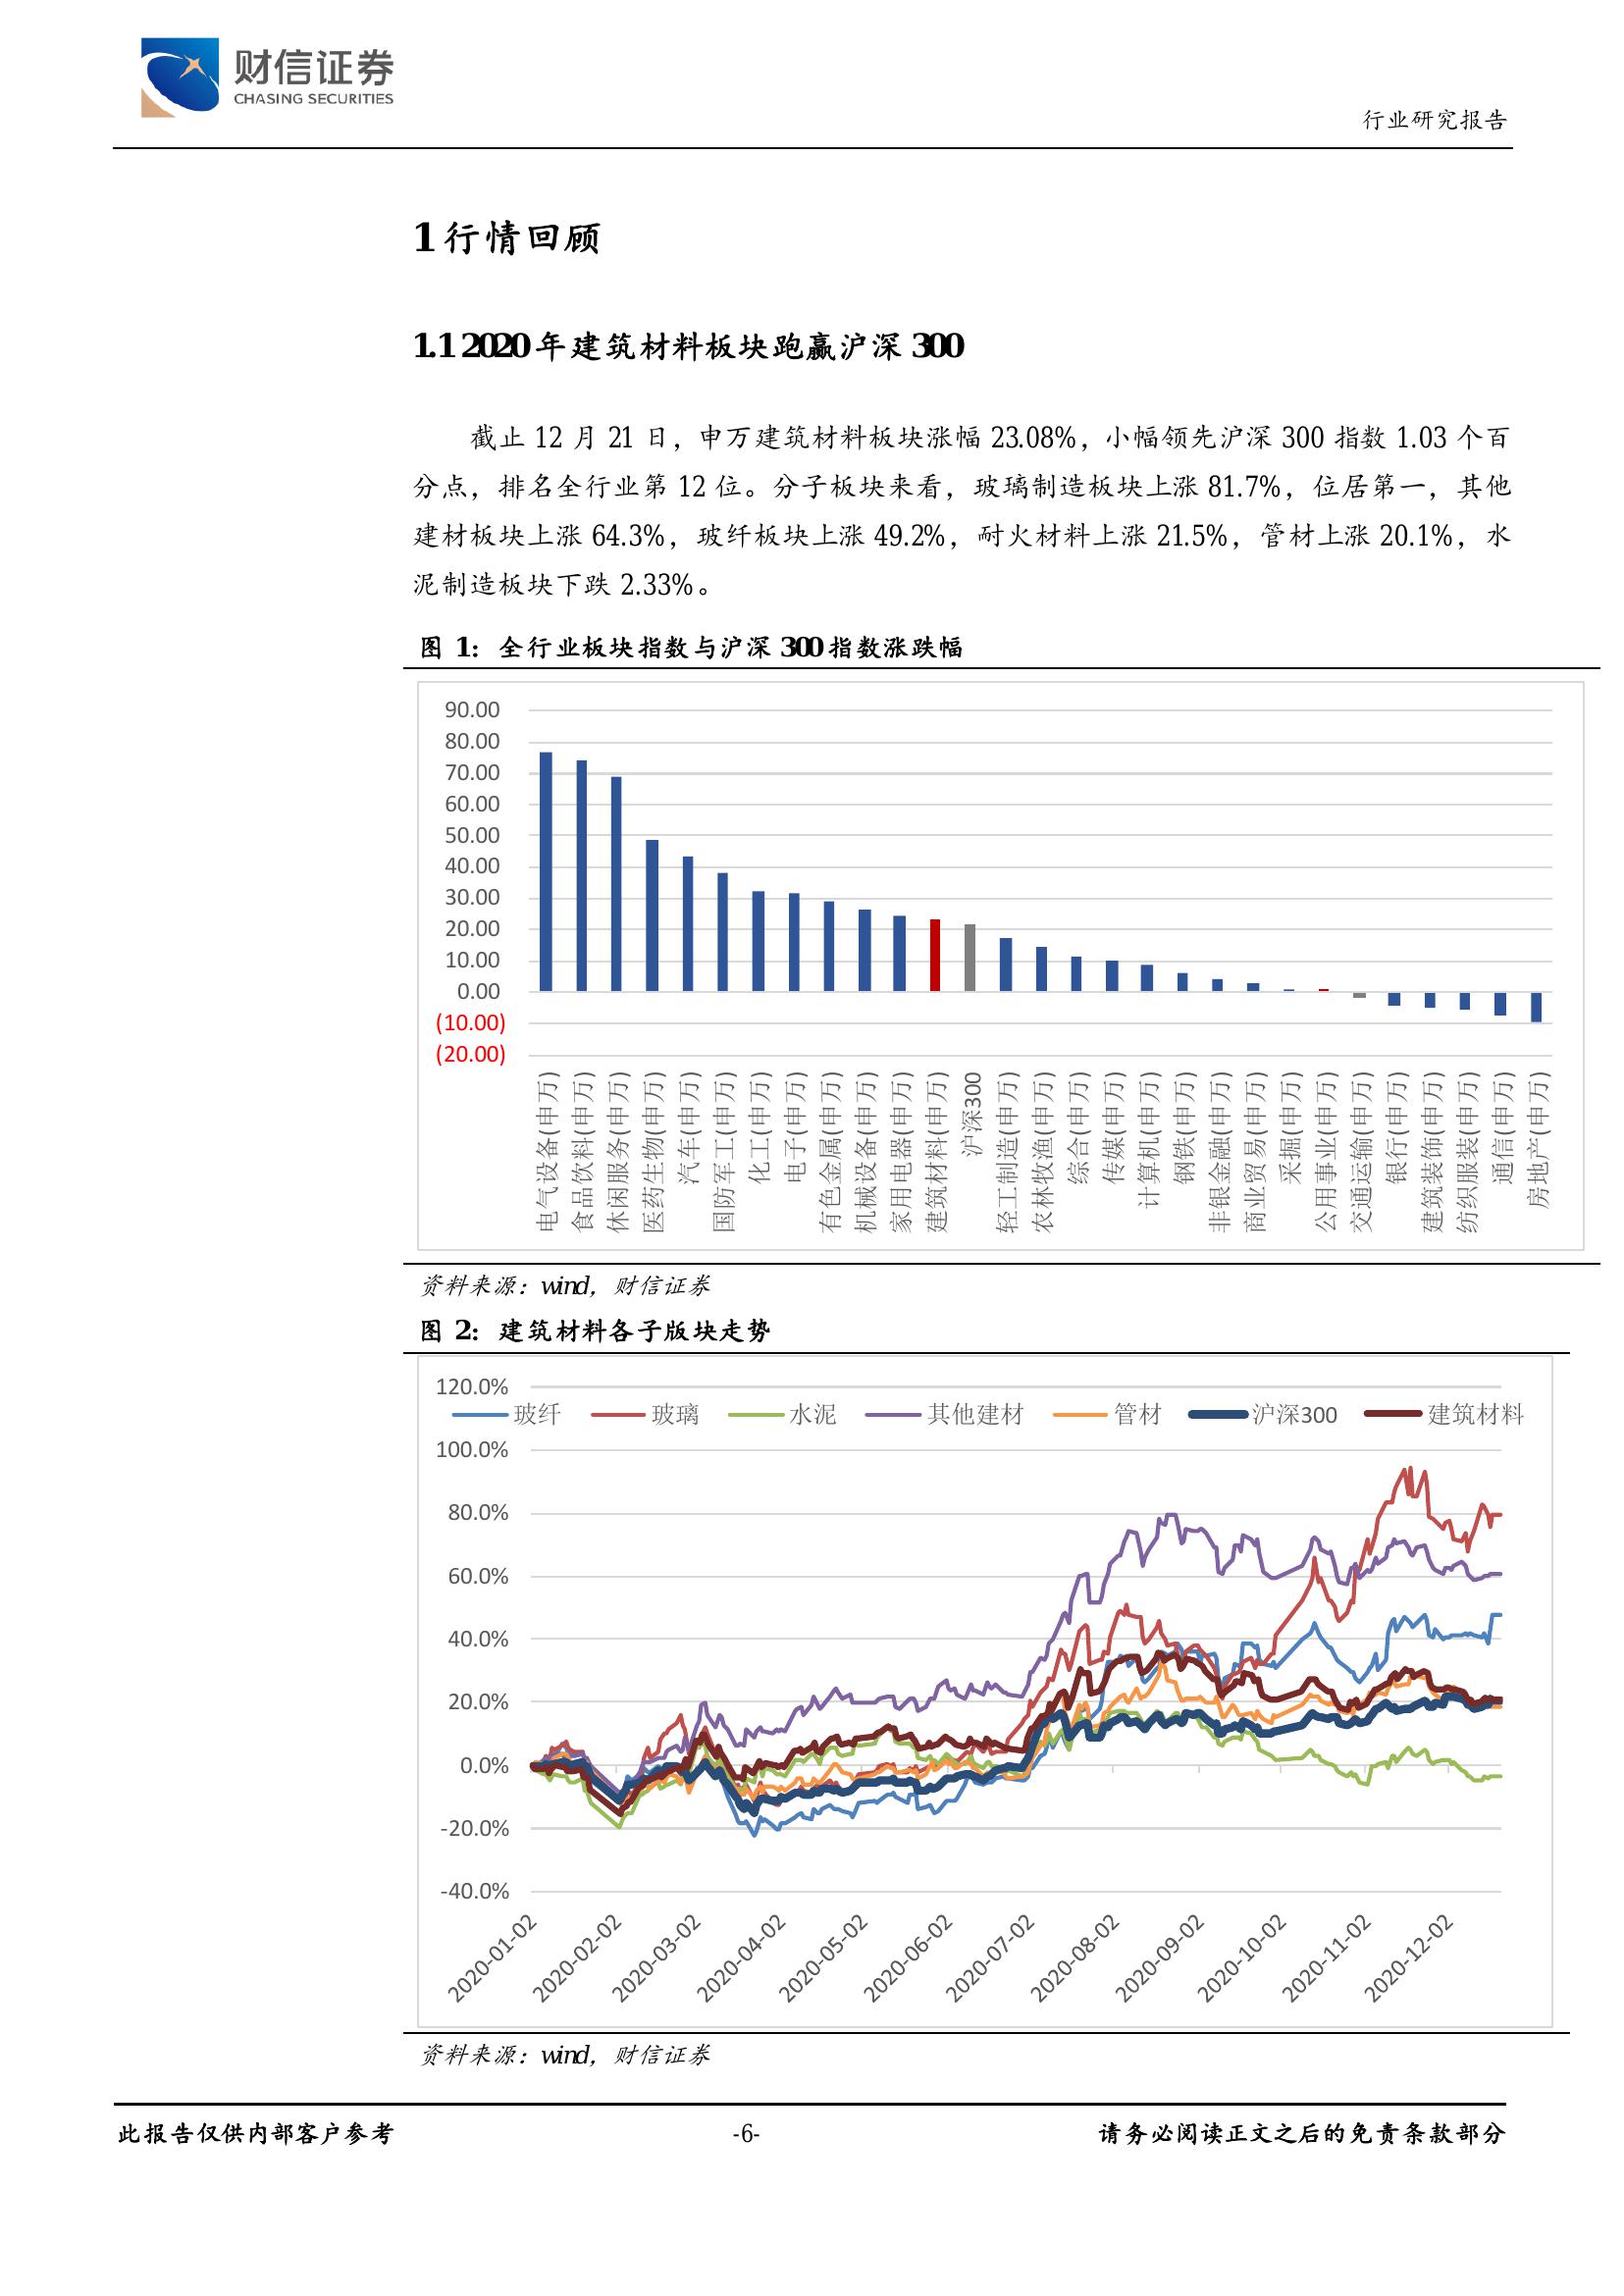 财信证券
CHASING SECURITIES
行业研究报告
1 行情回顾
1.1 2020 年建筑材料板块跑赢沪深 300
截止 12 月 21 日，申万建筑材料板块涨幅 23.08%，小幅领先沪深 300 指数 1.03 个百
分点，排名全行业第 12 位。分子板块来看，玻璃制造板块上涨 81.7%，位居第一，其他
建材板块上涨 64.3%，玻纤板块上涨 49.2%，耐火材料上涨 21.5%，管材上涨 20.1%，水
泥制造板块下跌 2.33%。
图 1：全行业板块指数与沪深 300 指数涨跌幅
90.00
80.00
70.00
60.00
50.00
40.00
30.00
20.00
10.00
0.00
(10.00)
(20.00)
电气设备(申万)
食品饮料(申万)
休闲服务(申万)
医药生物(申万)
汽车(申万)
国防军工(申万)
化工(申万)
电子(申万)
有色金属(申万)
机械设备(申万)
家用电器(申万)
建筑材料(申万)
沪深300
轻工制造(申万)
农林牧渔(申万)
综合(申万)
传媒(申万)
计算机(申万)
钢铁(申万)
非银金融(申万)
商业贸易(申万)
采掘(申万)
公用事业(申万)
交通运输(申万)
银行(申万)
建筑装饰(申万)
纺织服装(申万)
通信(申万)
房地产(申万)
资料来源：wind，财信证券
图 2：建筑材料各子版块走势
120.0%
玻纤 玻璃 水泥 其他建材 管材 沪深300 建筑材料
100.0%
80.0%
60.0%
40.0%
20.0%
0.0%
-20.0%
-40.0%
2020-01-02
2020-02-02
2020-03-02
2020-04-02
2020-05-02
2020-06-02
2020-07-02
2020-08-02
2020-09-02
2020-10-02
2020-11-02
2020-12-02
资料来源：wind，财信证券
此报告仅供内部客户参考 -6- 请务必阅读正文之后的免责条款部分